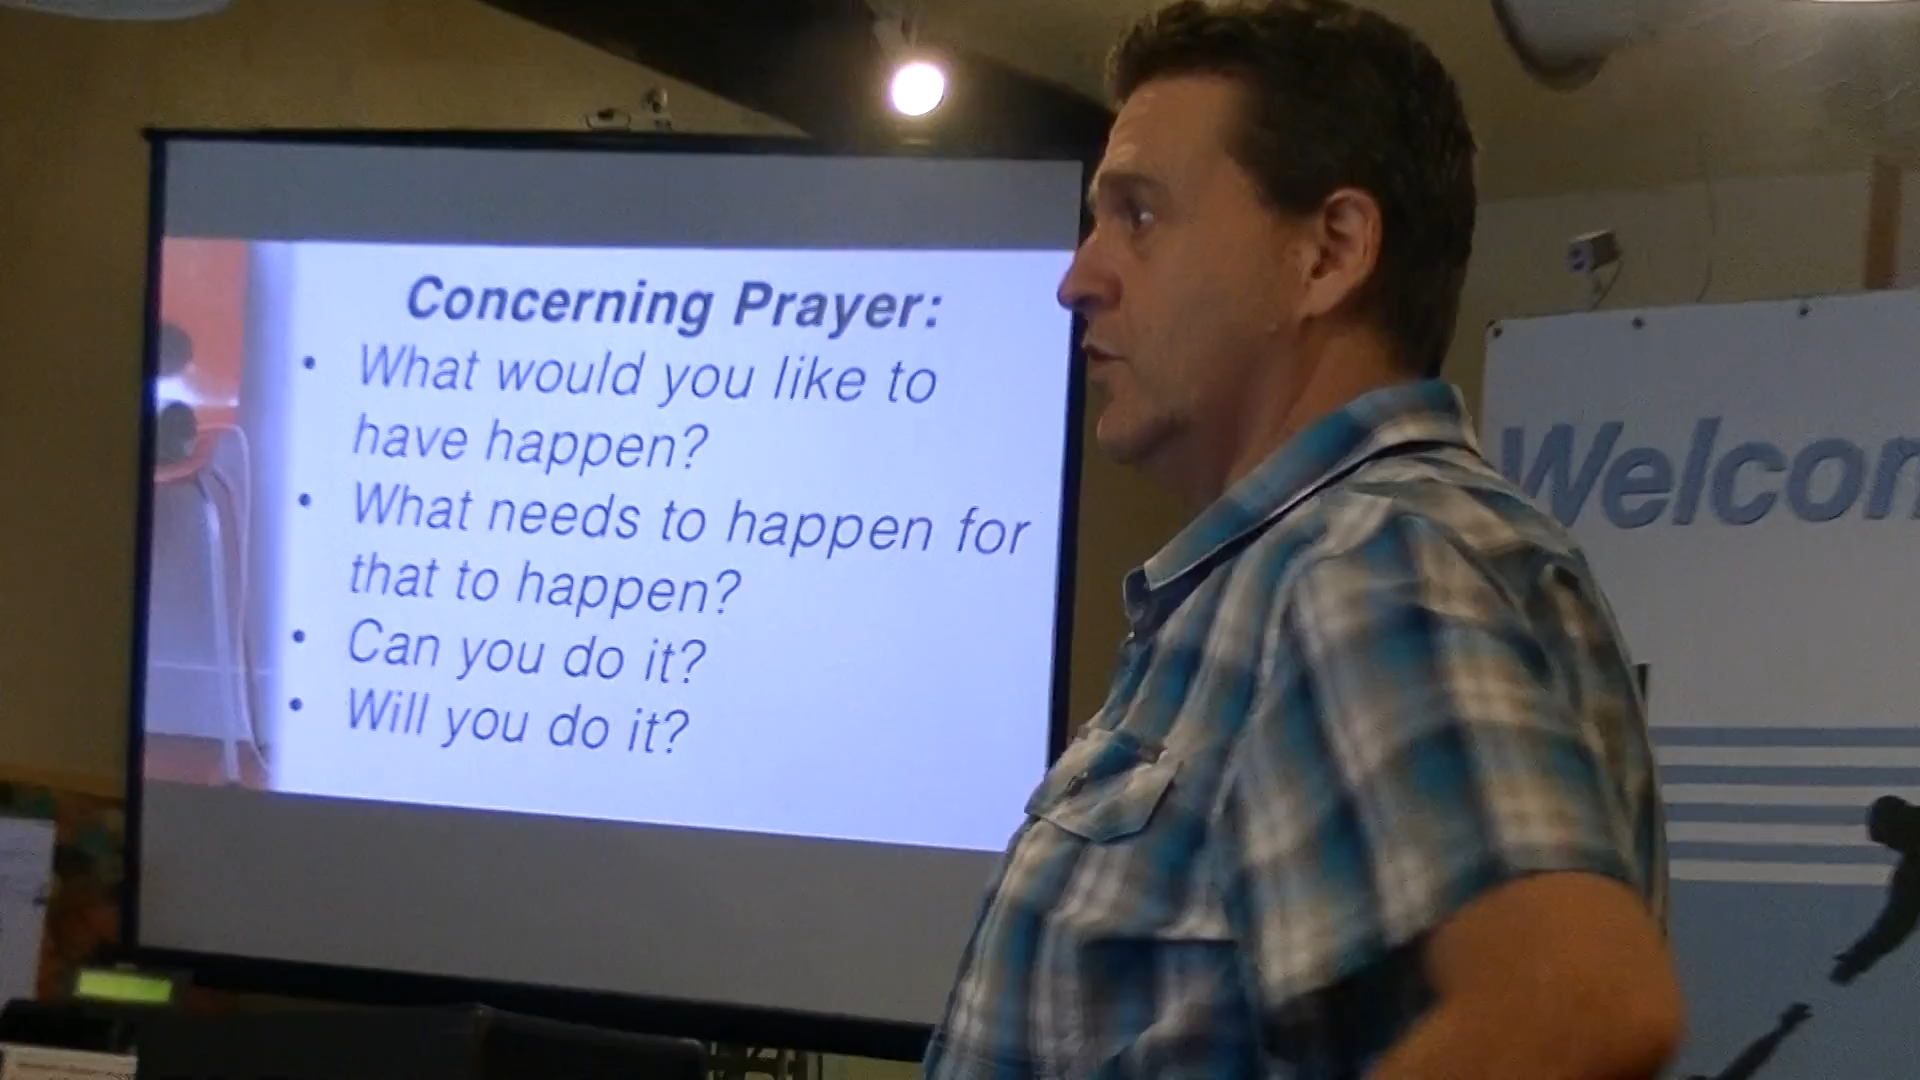 Concerning Prayer:
• What would you like to
have happen?
• What needs to happen for
that to happen?
• Can you do it?
• Will you do it?
Welcom